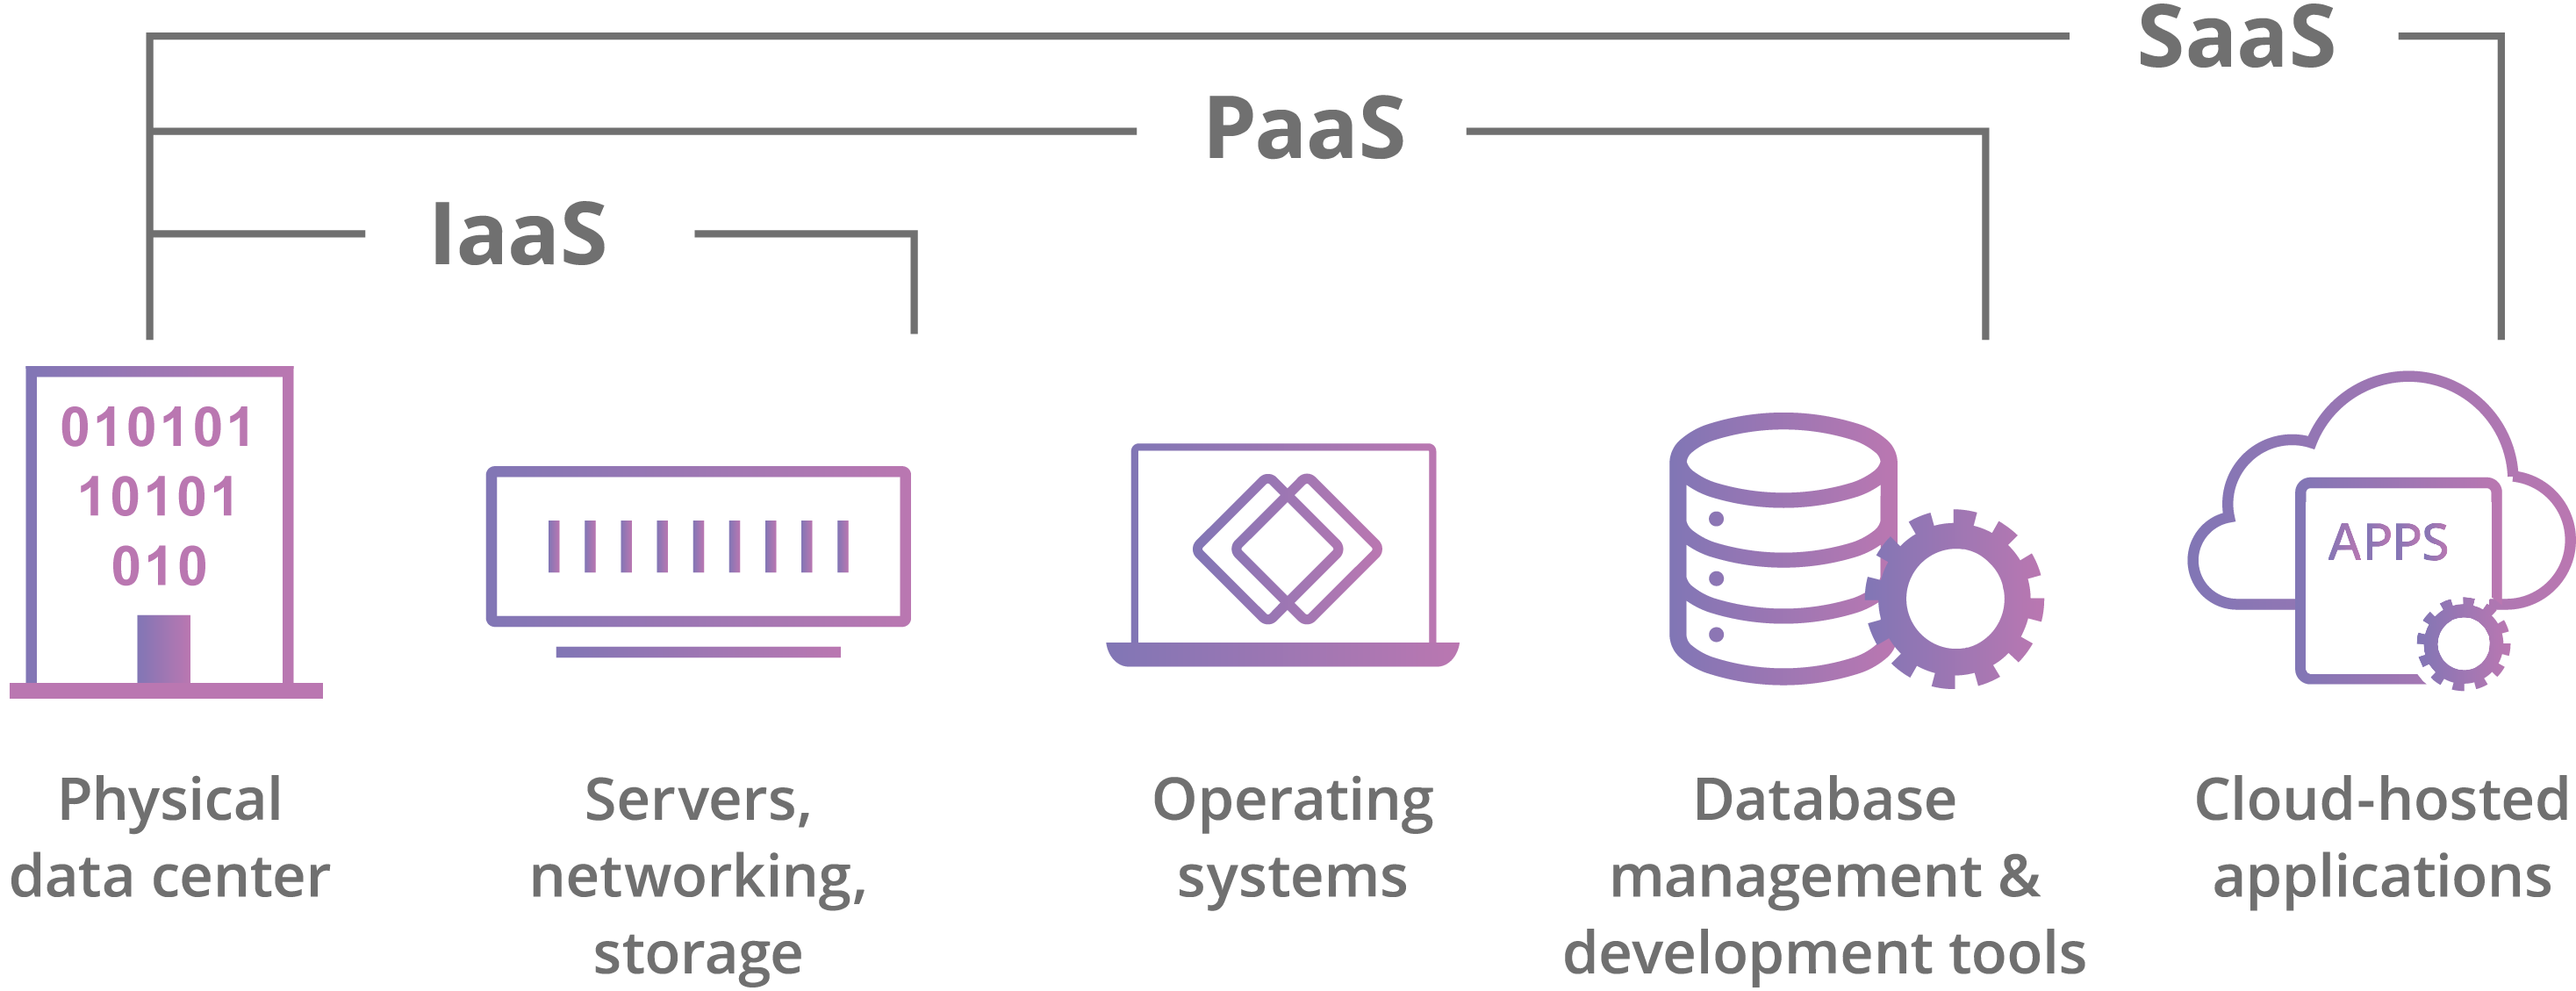 SaaS
PaaS
IaaS
010101
10101
010
APPS
Physical
data center
Servers,
networking,
storage
Operating
systems
Database
management &
development tools
Cloud-hosted
applications